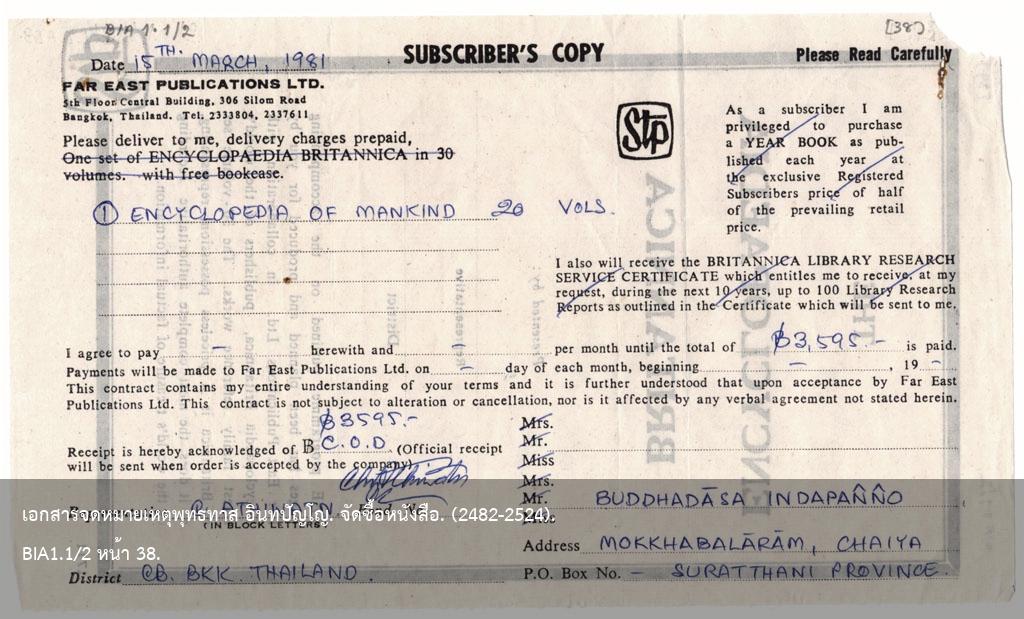 BIA 1.1/2
[38]
Date 15TH. MARCH, 1981
SUBSCRIBER'S COPY
Please Read Carefully
FAR EAST PUBLICATIONS LTD.
5th Floor Central Building, 306 Silom Road
Bangkok, Thailand. Tel: 2333804, 2337611
Please deliver to me, delivery charges prepaid,
One set of ENCYCLOPAEDIA BRITANNICA in 30
volumes. with free bookcase.
Stp
As a subscriber I am
privileged to purchase
a YEAR BOOK as pub-
lished each year at
the exclusive Registered
Subscribers price of half
of the prevailing retail
price.
① ENCYCLOPEDIA OF MANKIND 20 VOLS.
I also will receive the BRITANNICA LIBRARY RESEARCH
SERVICE CERTIFICATE which entitles me to receive, at my
request, during the next 10 years, up to 100 Library Research
Reports as outlined in the Certificate which will be sent to me.
I agree to pay - herewith and - per month until the total of ฿3,595.- is paid.
Payments will be made to Far East Publications Ltd. on - day of each month, beginning - , 19 -
This contract contains my entire understanding of your terms and it is further understood that upon acceptance by Far East
Publications Ltd. This contract is not subject to alteration or cancellation, nor is it affected by any verbal agreement not stated herein.
฿3595.-
Receipt is hereby acknowledged of B C.O.D. (Official receipt
will be sent when order is accepted by the company)
Mrs.
Mr.
Miss
Mrs.
Mr. BUDDHADĀSA INDAPAÑÑO
(IN BLOCK LETTERS)
Address MOKKHABALĀRĀM, CHAIYA
District CB. BKK. THAILAND.
P.O. Box No. - SURATTHANI PROVINCE.
เอกสารจดหมายเหตุพุทธทาส อินทปัญโญ. จัดซื้อหนังสือ. (2482-2524).
BIA1.1/2 หน้า 38.